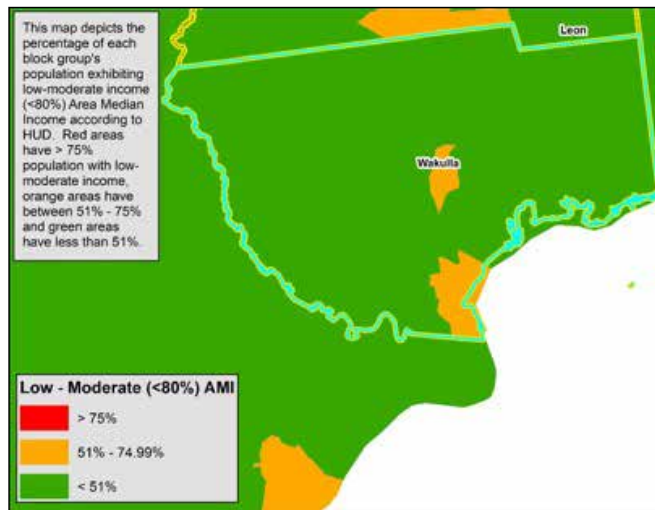 This map depicts the
percentage of each
block group's
population exhibiting
low-moderate income
(<80%) Area Median
Income according to
HUD. Red areas
have > 75%
population with low-
moderate income,
orange areas have
between 51% - 75%
and green areas
have less than 51%.
Leon
Wakulla
Low - Moderate (<80%) AMI
> 75%
51% - 74.99%
< 51%